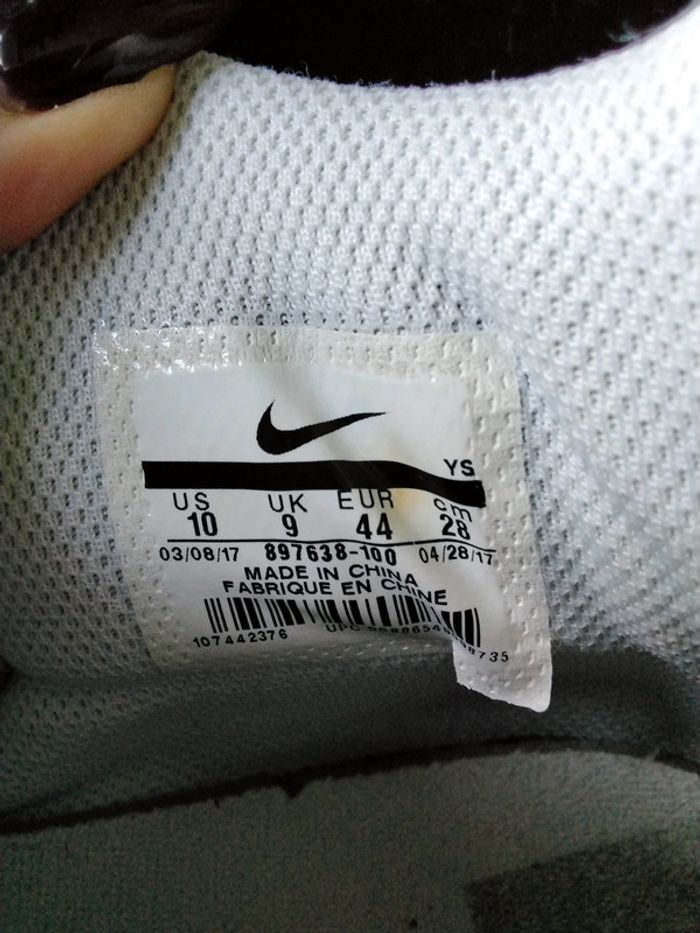 YS
US UK EUR cm
10 9 44 28
03/08/17 897638-100 04/28/17
MADE IN CHINA
FABRIQUE EN CHINE
107442376 UPC